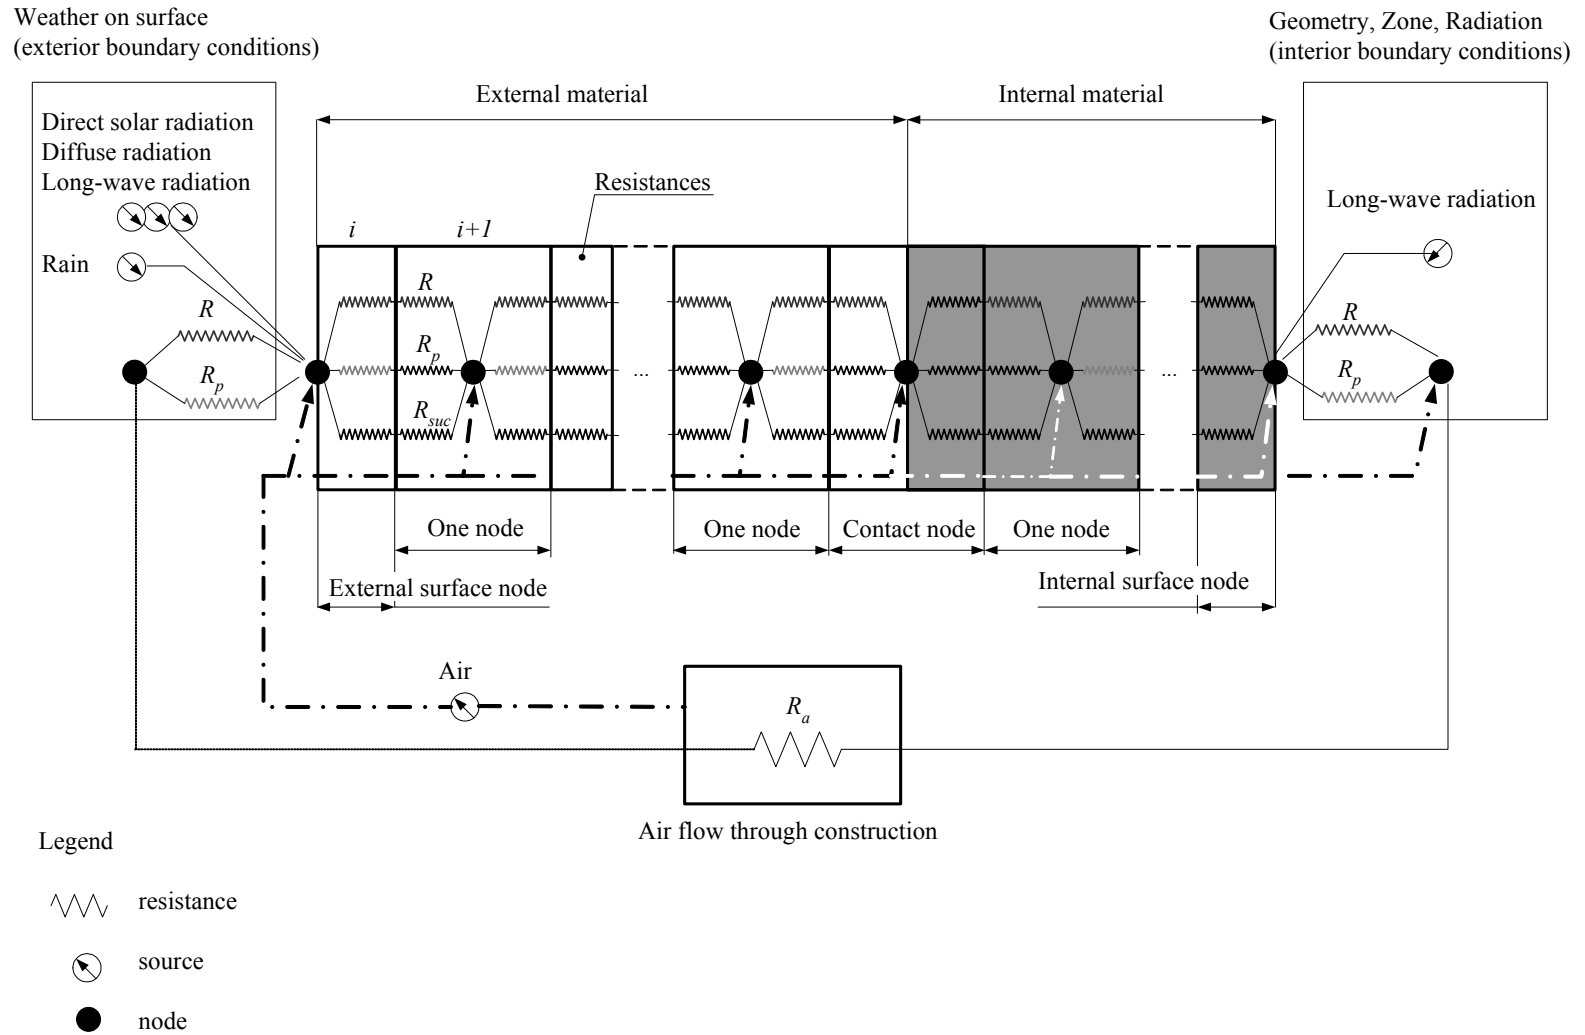 Weather on surface
(exterior boundary conditions)
Geometry, Zone, Radiation
(interior boundary conditions)
External material
Internal material
Direct solar radiation
Diffuse radiation
Long-wave radiation
Rain
R
R_p
Resistances
i
i+1
R
R_p
R_suc
...
...
Long-wave radiation
R
R_p
One node
One node
Contact node
One node
External surface node
Internal surface node
Air
R_a
Air flow through construction
Legend
resistance
source
node